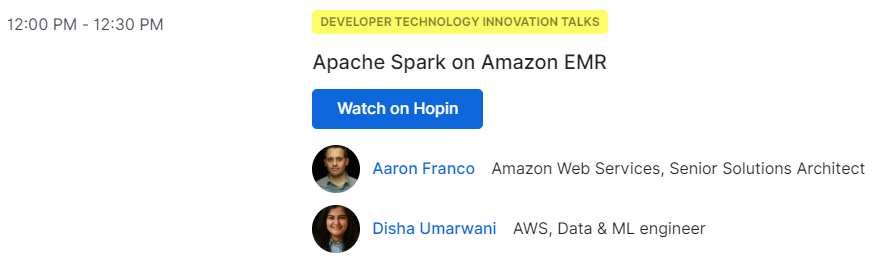 12:00 PM - 12:30 PM
DEVELOPER TECHNOLOGY INNOVATION TALKS
Apache Spark on Amazon EMR
Watch on Hopin
Aaron Franco Amazon Web Services, Senior Solutions Architect
Disha Umarwani AWS, Data & ML engineer